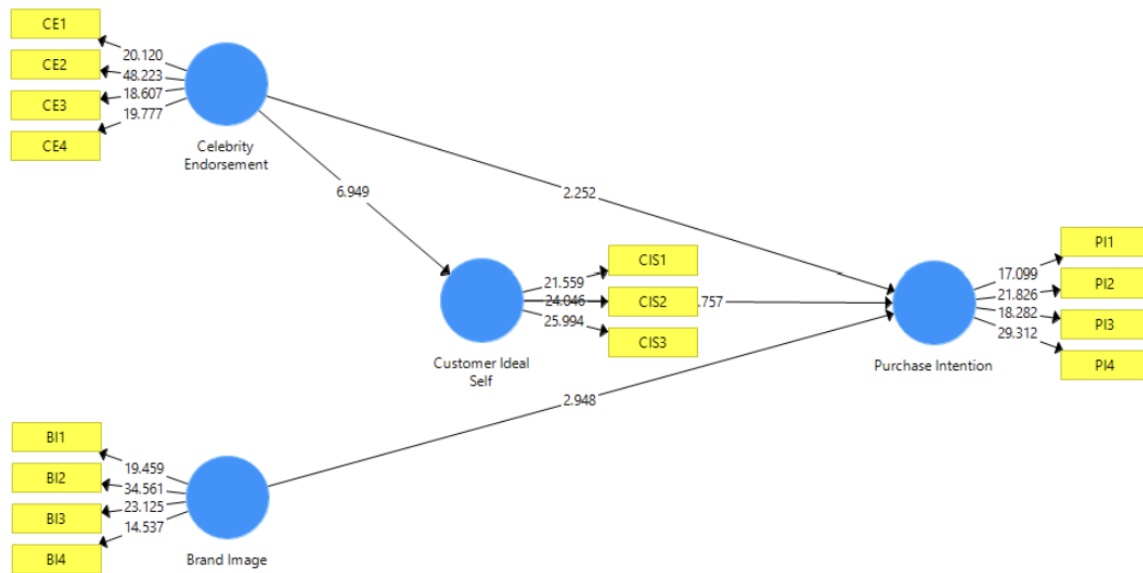 CE1
20.120
CE2
48.223
CE3
18.607
19.777
CE4
Celebrity
Endorsement
6.949
2.252
PI1
17.099
CIS1
21.559
PI2
21.826
24.046
CIS2
.757
18.282
PI3
25.994
29.312
CIS3
PI4
Customer Ideal
Self
Purchase Intention
2.948
BI1
19.459
BI2
34.561
23.125
BI3
14.537
BI4
Brand Image